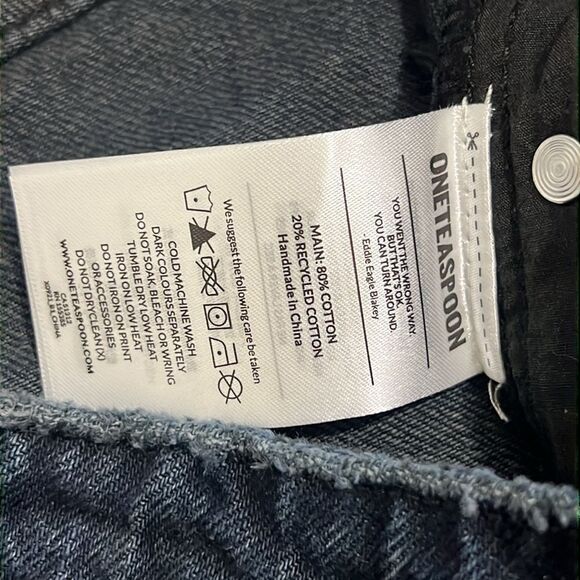 ONETEASPOON
YOU WENT THE WRONG WAY
BUT THAT'S OK.
YOU CAN TURN AROUND.
- Eddie Eagle Blakey
MAIN: 80% COTTON
20% RECYCLED COTTON
Handmade in China
We suggest the following care be taken
COLD MACHINE WASH
DARK COLOURS SEPARATELY
DO NOT SOAK, BLEACH OR WRING
TUMBLE DRY LOW HEAT
IRON ON LOW HEAT
DO NOT IRON ON PRINT
OR ACCESSORIES
DO NOT DRYCLEAN (X)
WWW.ONETEASPOON.COM